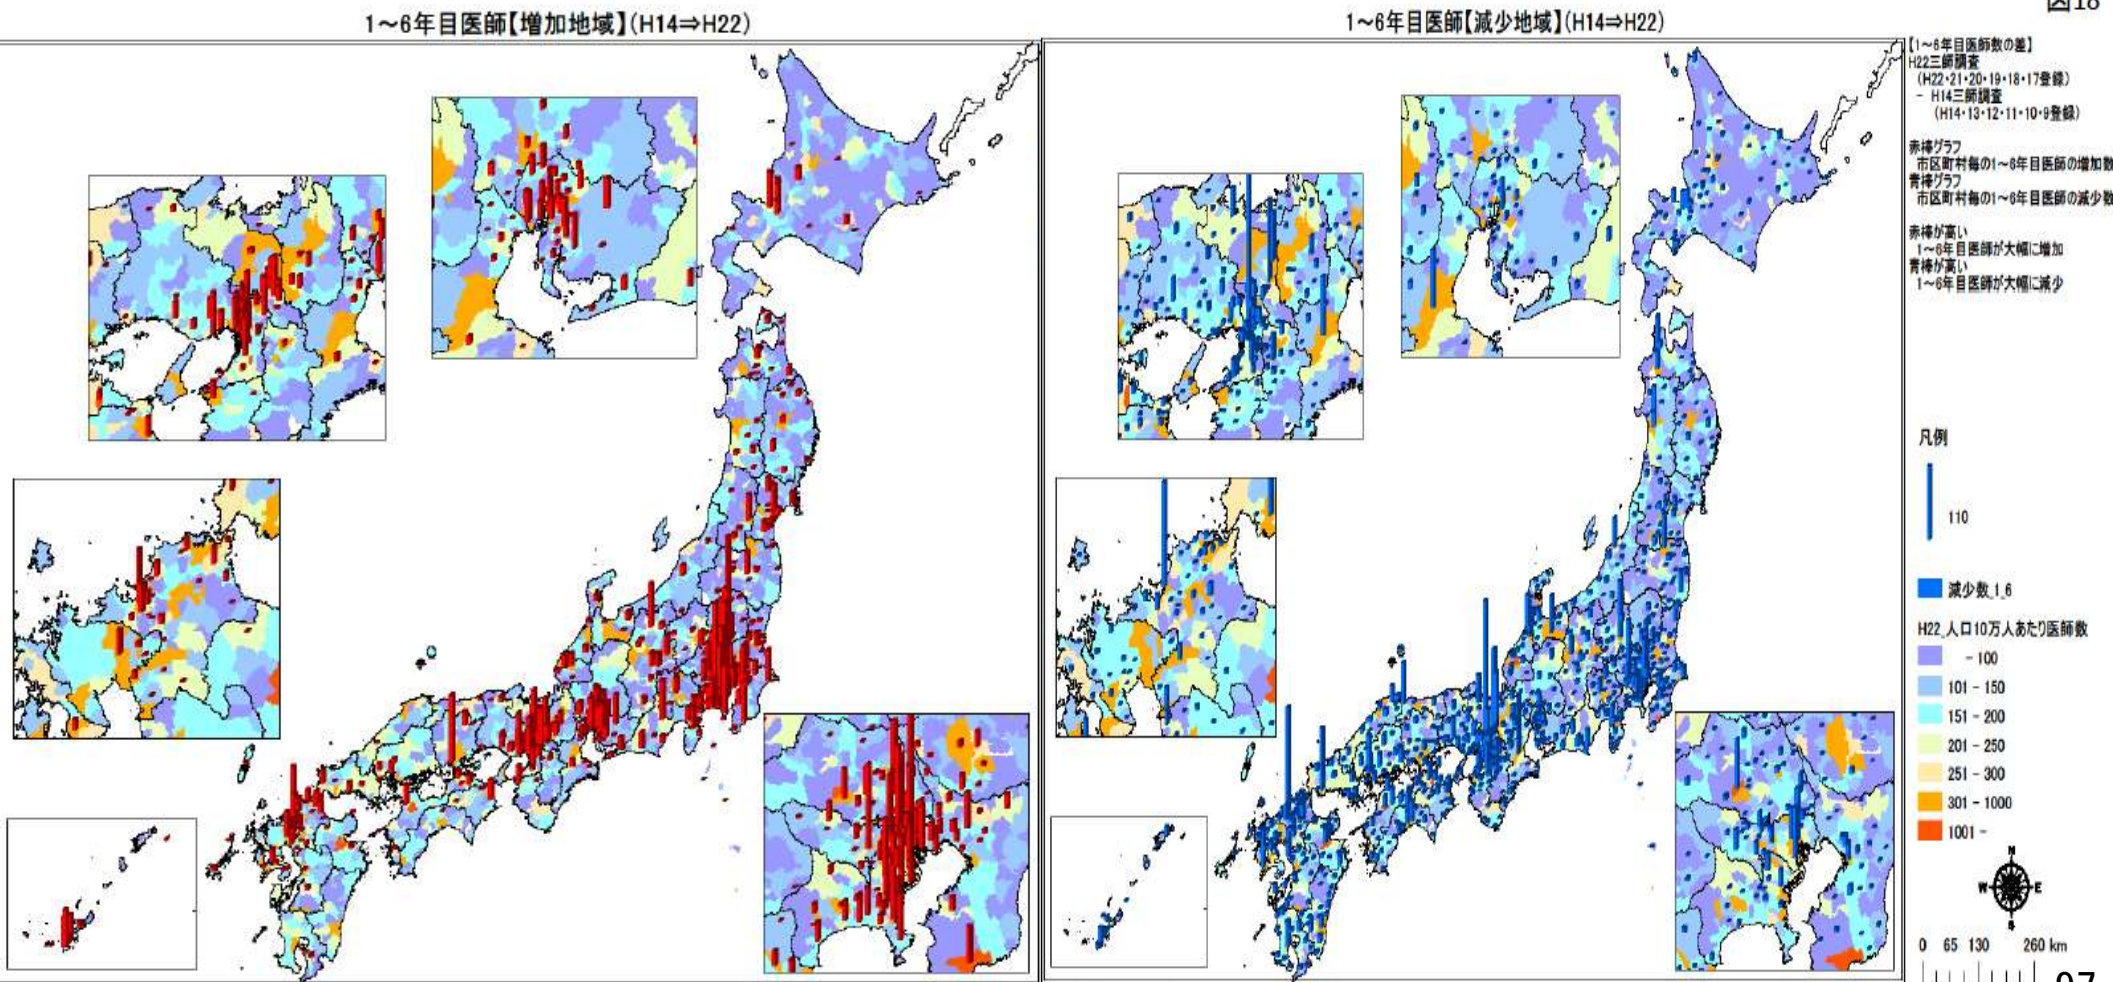 図18
1～6年目医師【増加地域】(H14⇒H22)
1～6年目医師【減少地域】(H14⇒H22)
【1～6年目医師数の差】
H22三師調査
(H22・21・20・19・18・17登録)
－ H14三師調査
(H14・13・12・11・10・9登録)
赤棒グラフ
市区町村毎の1～6年目医師の増加数
青棒グラフ
市区町村毎の1～6年目医師の減少数
赤棒が高い
1～6年目医師が大幅に増加
青棒が高い
1～6年目医師が大幅に減少
凡例
110
減少数_1_6
H22_人口10万人あたり医師数
- 100
101 - 150
151 - 200
201 - 250
251 - 300
301 - 1000
1001 -
N
W E
S
0 65 130 260 km
97